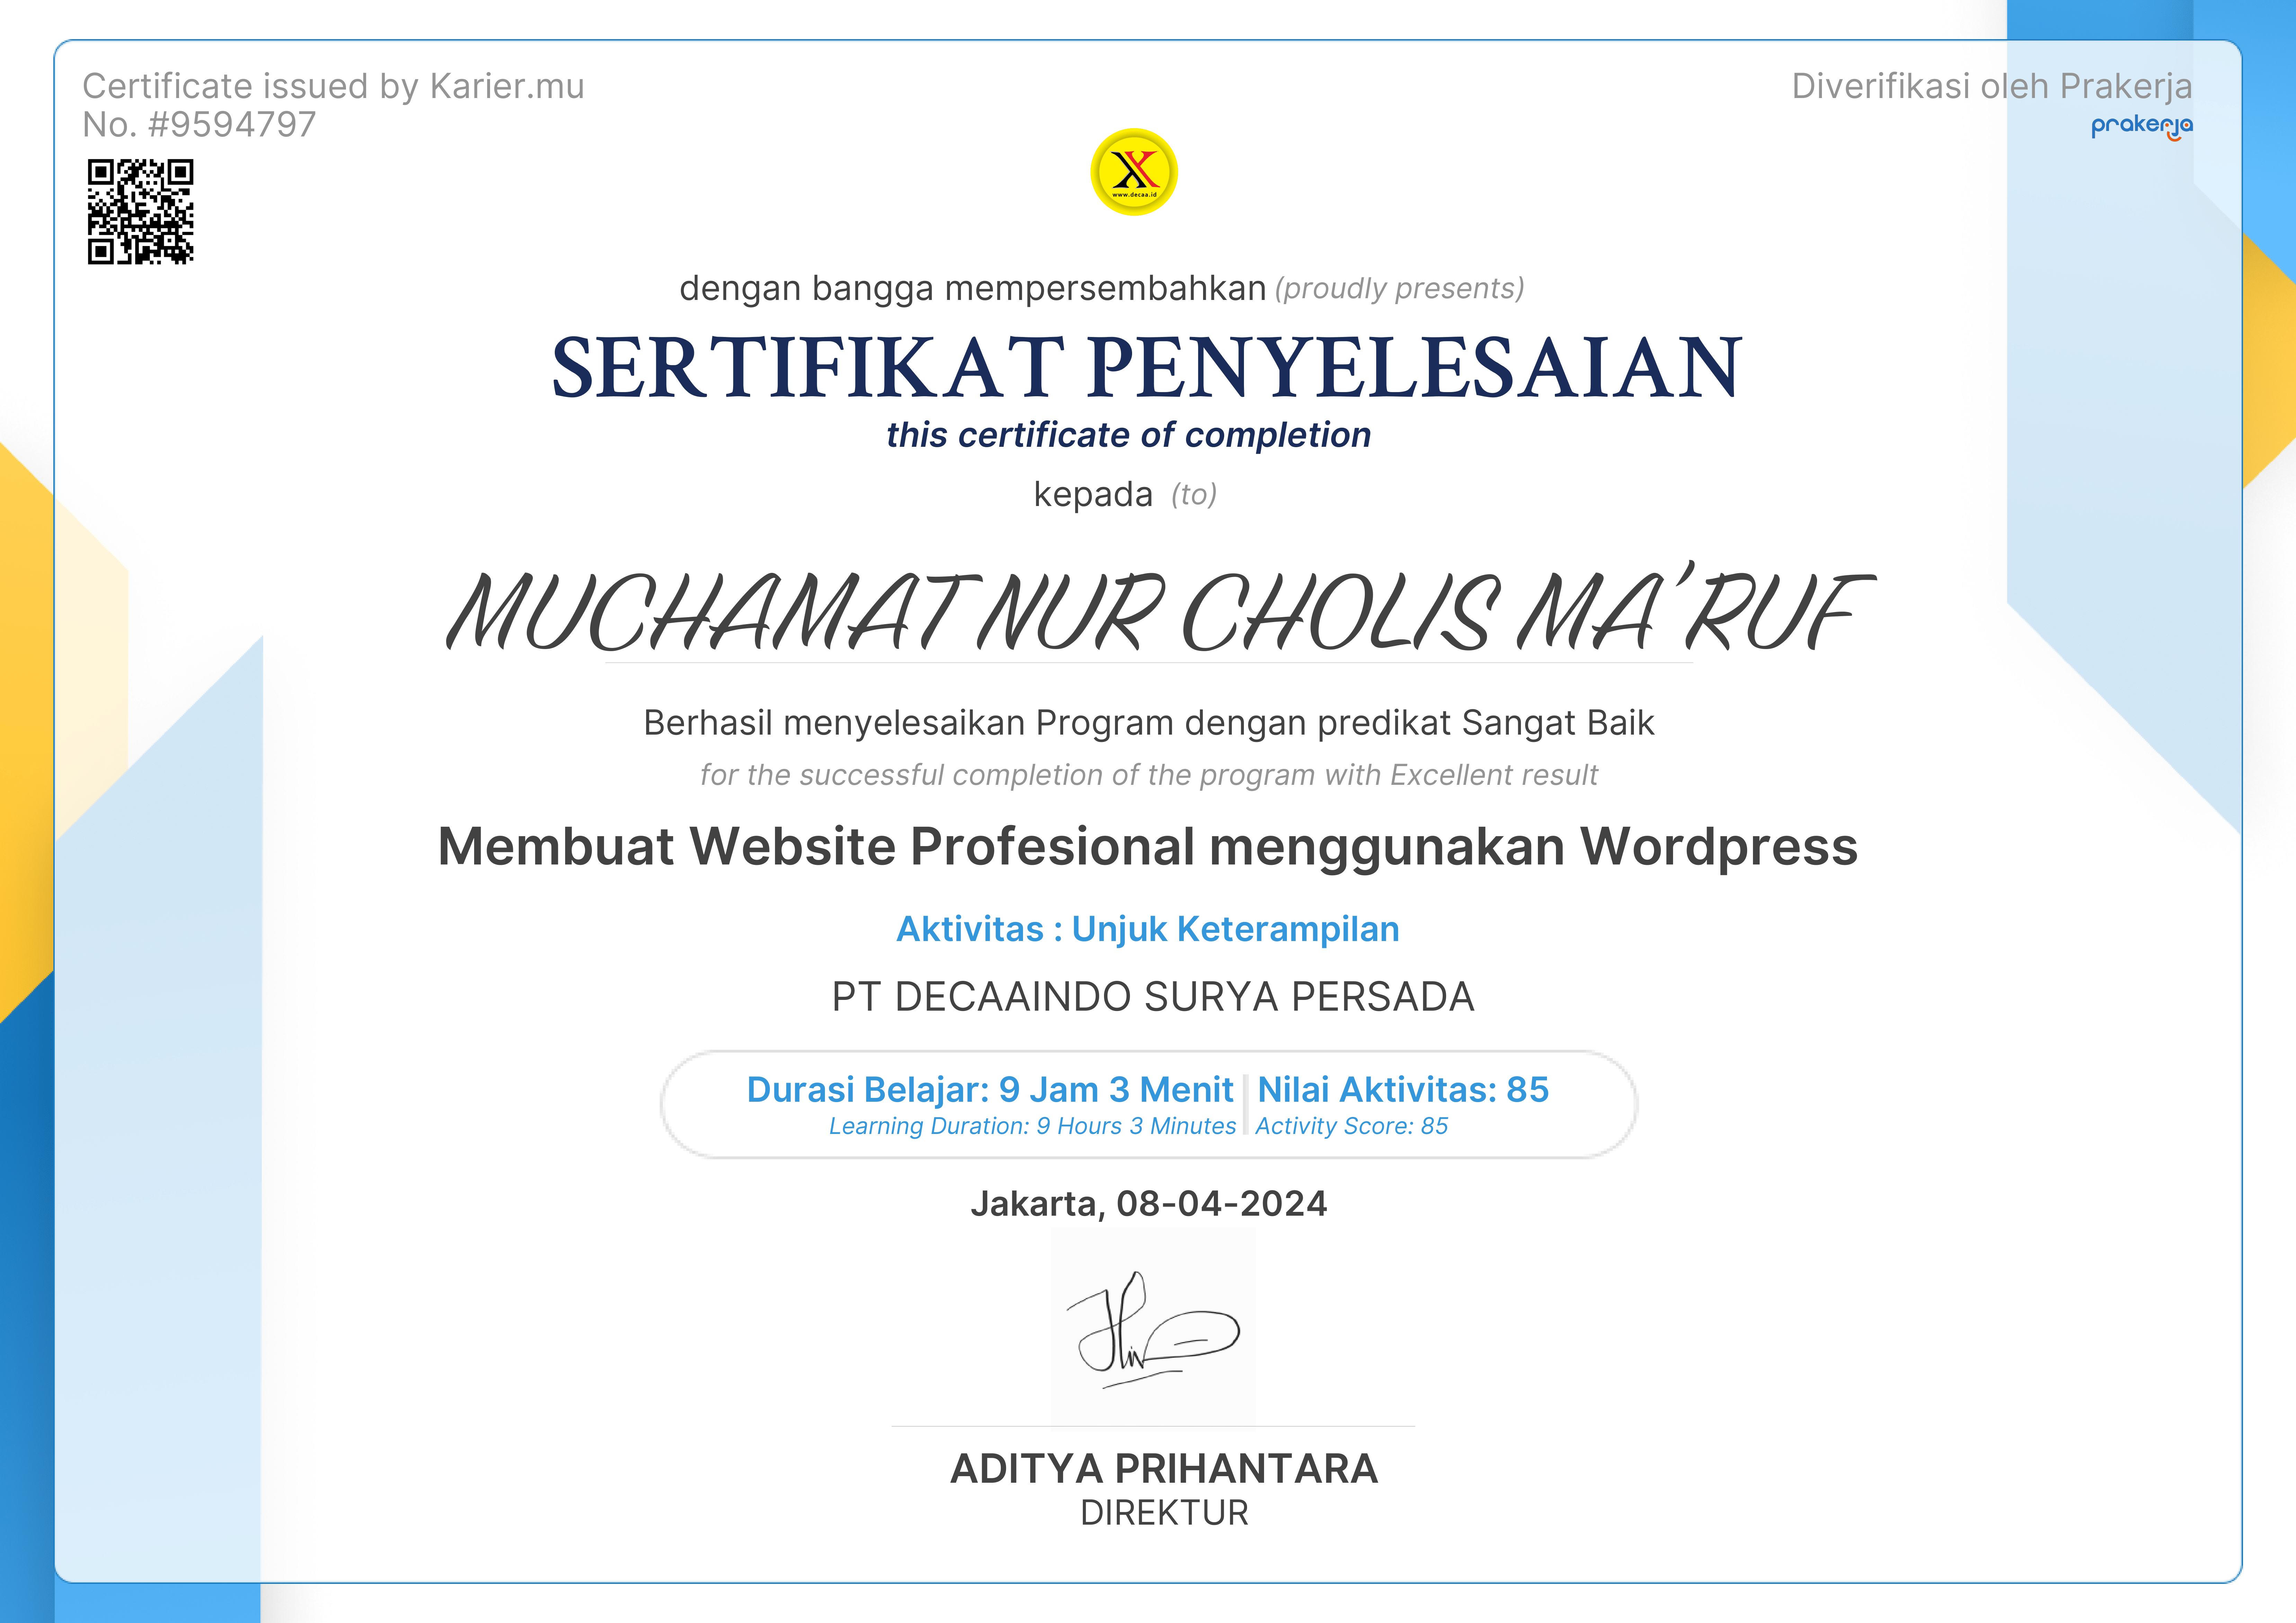 Certificate issued by Karier.mu
No. #9594797
Diverifikasi oleh Prakerja
prakerja
X
www.decaa.id
dengan bangga mempersembahkan (proudly presents)
SERTIFIKAT PENYELESAIAN
this certificate of completion
kepada (to)
MUCHAMAT NUR CHOLIS MA'RUF
Berhasil menyelesaikan Program dengan predikat Sangat Baik
for the successful completion of the program with Excellent result
Membuat Website Profesional menggunakan Wordpress
Aktivitas : Unjuk Keterampilan
PT DECAAINDO SURYA PERSADA
Durasi Belajar: 9 Jam 3 Menit | Nilai Aktivitas: 85
Learning Duration: 9 Hours 3 Minutes | Activity Score: 85
Jakarta, 08-04-2024
ADITYA PRIHANTARA
DIREKTUR